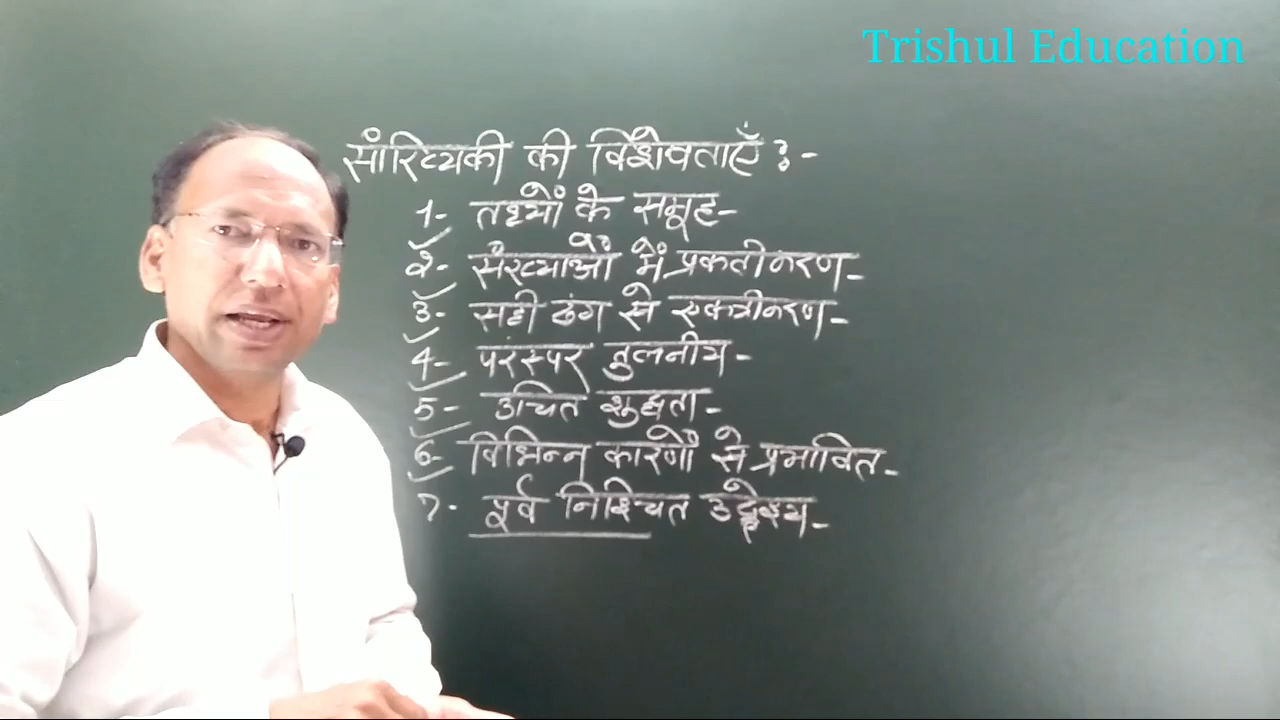 Trishul Education
सांख्यिकी की विशेषताएँ :-
1- तथ्यों के समूह-
2- सँख्याओं में प्रकटीकरण-
3- सही ढंग से एकत्रीकरण-
4- परंस्पर तुलनीय-
5- उचित शुद्धता-
6- विभिन्न कारणों से प्रभावित-
7- पूर्व निश्चित उद्देश्य-